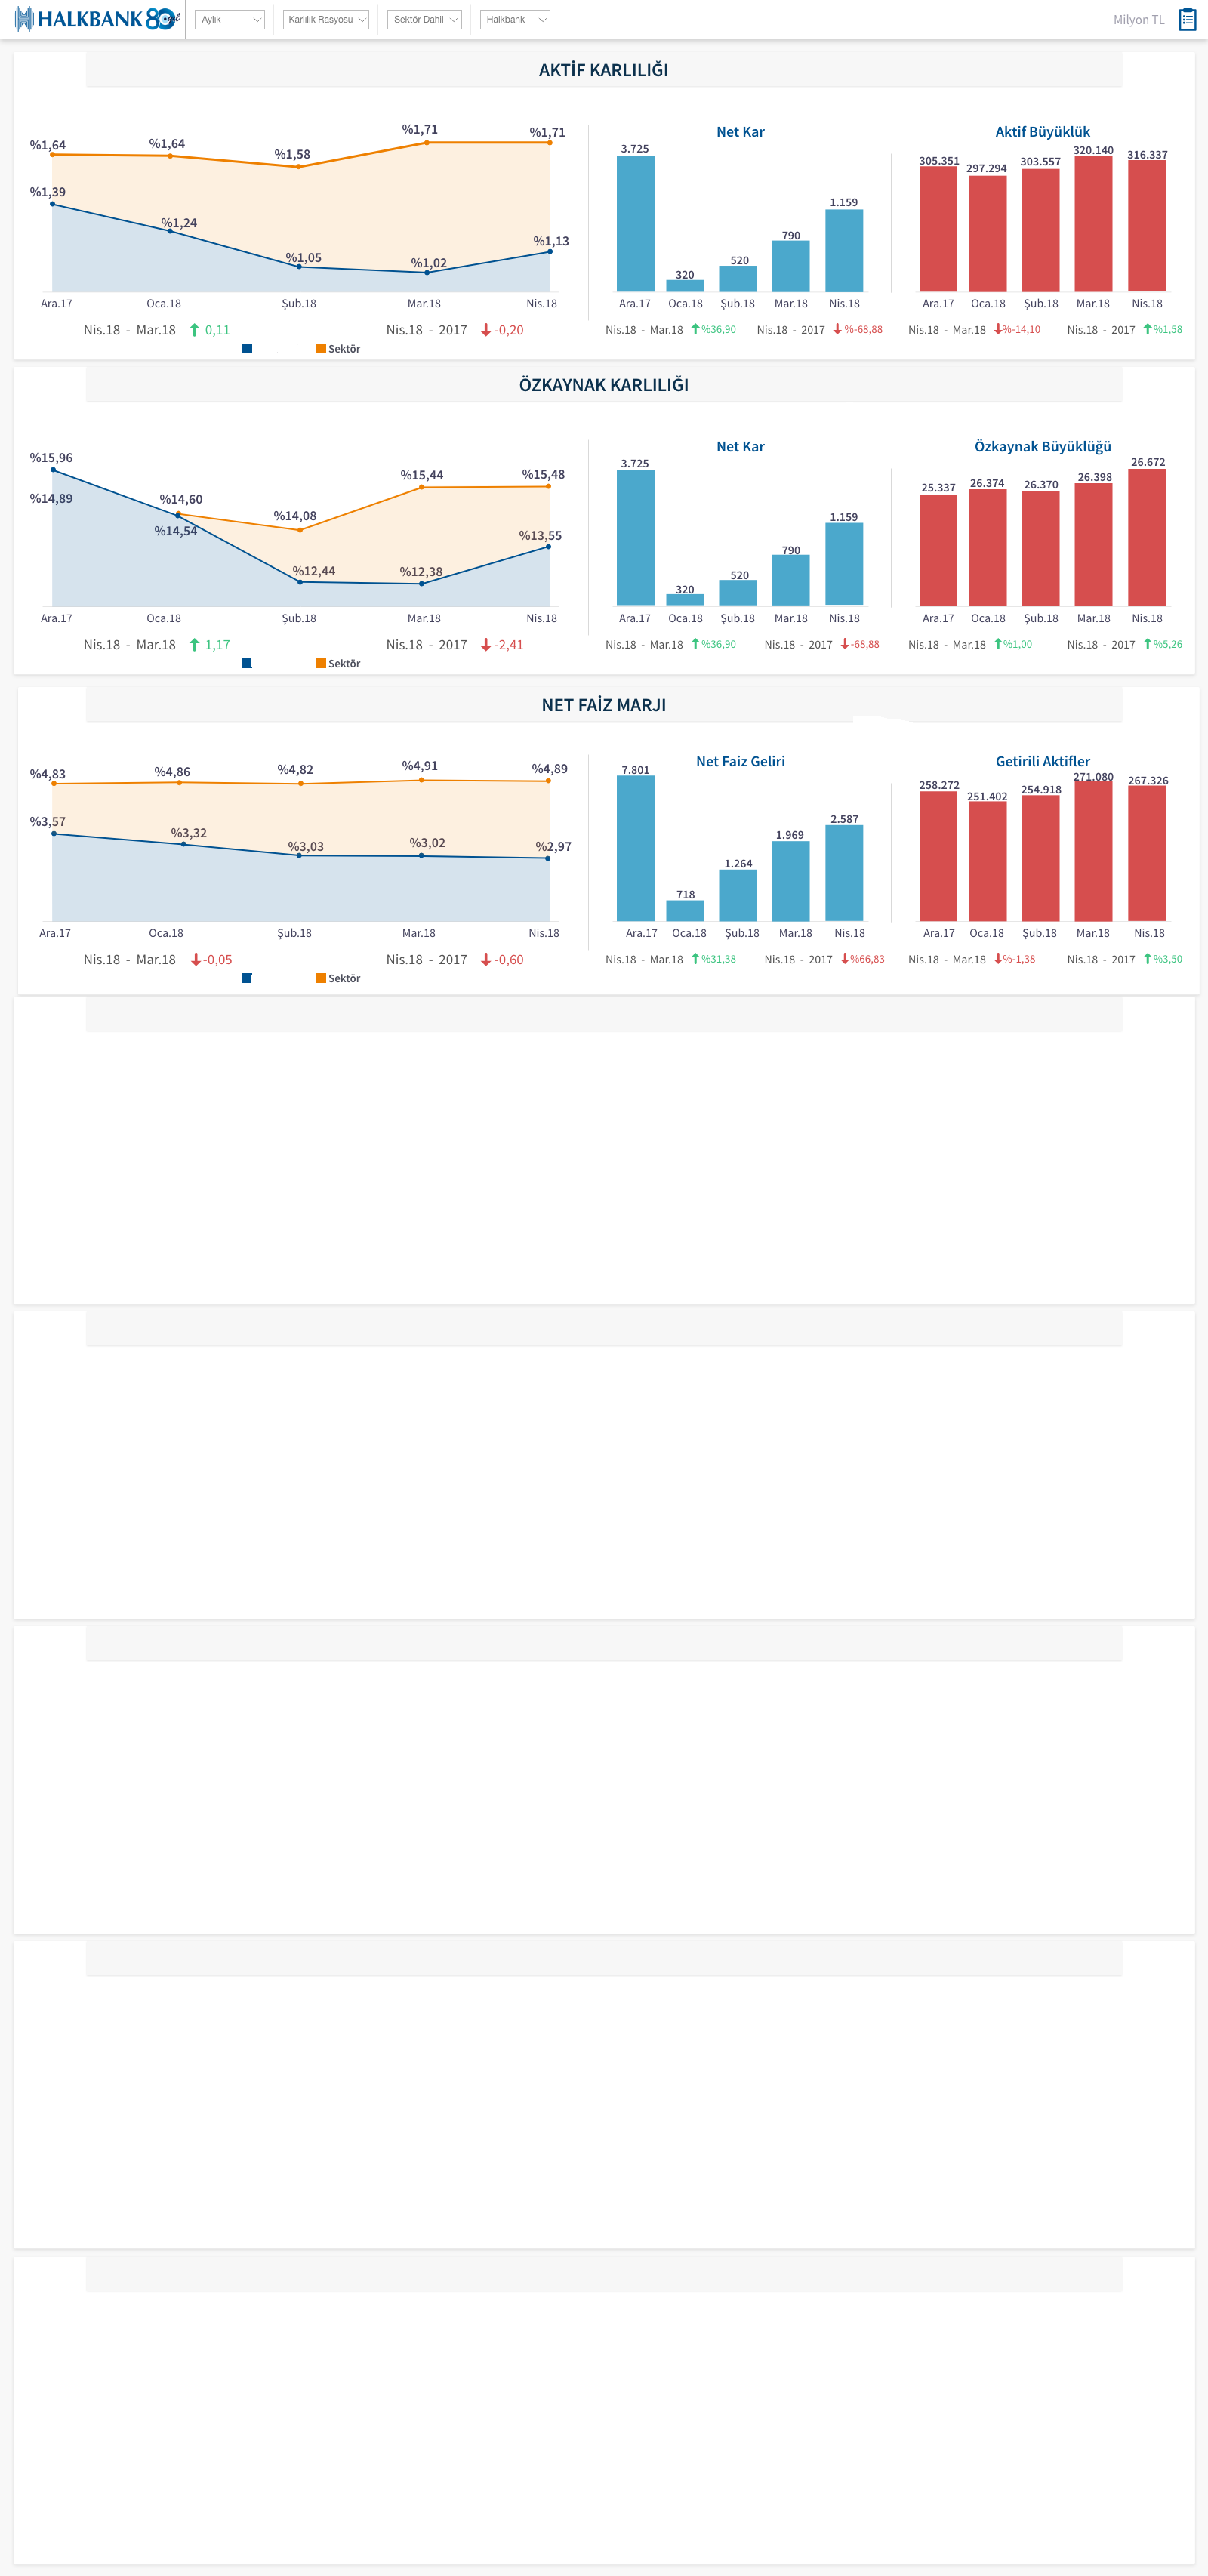 HALKBANK 80.yıl
Aylık
Karlılık Rasyosu
Sektör Dahil
Halkbank
Milyon TL
AKTİF KARLILIĞI
%1,64
%1,64
%1,58
%1,71
%1,71
%1,39
%1,24
%1,05
%1,02
%1,13
Ara.17 Oca.18 Şub.18 Mar.18 Nis.18
Nis.18 - Mar.18 0,11
Nis.18 - 2017 -0,20
Sektör
Net Kar
3.725
320
520
790
1.159
Ara.17 Oca.18 Şub.18 Mar.18 Nis.18
Nis.18 - Mar.18 %36,90
Nis.18 - 2017 %-68,88
Aktif Büyüklük
305.351
297.294
303.557
320.140
316.337
Ara.17 Oca.18 Şub.18 Mar.18 Nis.18
Nis.18 - Mar.18 %-14,10
Nis.18 - 2017 %1,58
ÖZKAYNAK KARLILIĞI
%15,96
%14,89
%14,60
%14,54
%14,08
%15,44
%15,48
%12,44
%12,38
%13,55
Ara.17 Oca.18 Şub.18 Mar.18 Nis.18
Nis.18 - Mar.18 1,17
Nis.18 - 2017 -2,41
Sektör
Net Kar
3.725
320
520
790
1.159
Ara.17 Oca.18 Şub.18 Mar.18 Nis.18
Nis.18 - Mar.18 %36,90
Nis.18 - 2017 -68,88
Özkaynak Büyüklüğü
25.337
26.374
26.370
26.398
26.672
Ara.17 Oca.18 Şub.18 Mar.18 Nis.18
Nis.18 - Mar.18 %1,00
Nis.18 - 2017 %5,26
NET FAİZ MARJI
%4,83
%4,86
%4,82
%4,91
%4,89
%3,57
%3,32
%3,03
%3,02
%2,97
Ara.17 Oca.18 Şub.18 Mar.18 Nis.18
Nis.18 - Mar.18 -0,05
Nis.18 - 2017 -0,60
Sektör
Net Faiz Geliri
7.801
718
1.264
1.969
2.587
Ara.17 Oca.18 Şub.18 Mar.18 Nis.18
Nis.18 - Mar.18 %31,38
Nis.18 - 2017 %66,83
Getirili Aktifler
258.272
251.402
254.918
271.080
267.326
Ara.17 Oca.18 Şub.18 Mar.18 Nis.18
Nis.18 - Mar.18 %-1,38
Nis.18 - 2017 %3,50